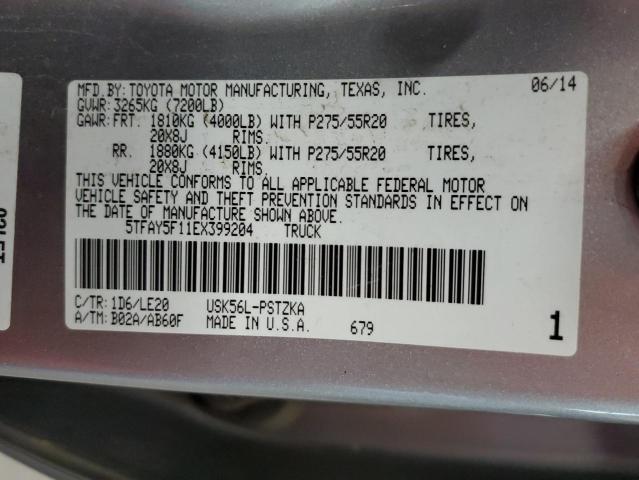 MFD.BY:TOYOTA MOTOR MANUFACTURING, TEXAS, INC. 06/14
GVWR:3265KG (7200LB)
GAWR:FRT. 1810KG (4000LB) WITH P275/55R20 TIRES,
20X8J RIMS.
RR. 1880KG (4150LB) WITH P275/55R20 TIRES,
20X8J RIMS.
THIS VEHICLE CONFORMS TO ALL APPLICABLE FEDERAL MOTOR
VEHICLE SAFETY AND THEFT PREVENTION STANDARDS IN EFFECT ON
THE DATE OF MANUFACTURE SHOWN ABOVE.
5TFAY5F11EX399204 TRUCK
C/TR:1D6/LE20 USK56L-PSTZKA
A/TM:B02A/AB60F MADE IN U.S.A. 679 1